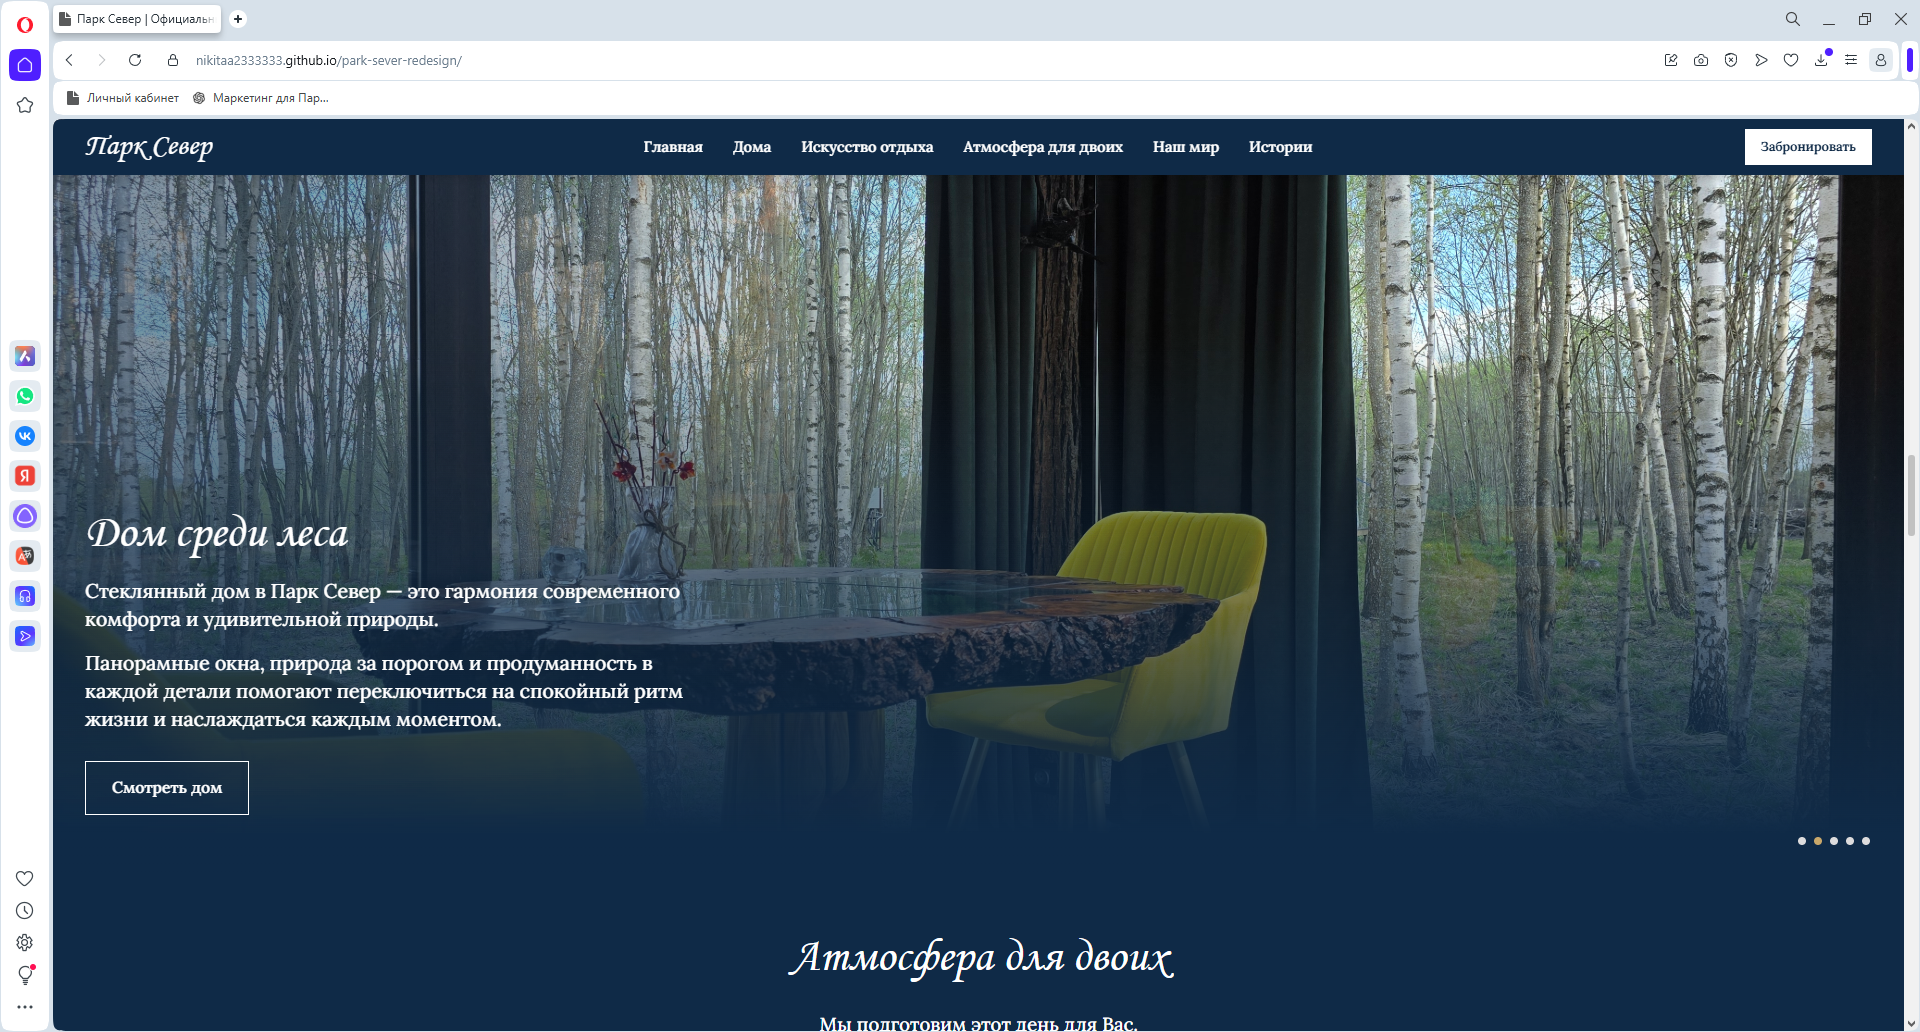 Парк Север | Официальн
nikitaa2333333.github.io/park-sever-redesign/
Личный кабинет
Маркетинг для Пар...
Парк Север
Главная
Дома
Искусство отдыха
Атмосфера для двоих
Наш мир
Истории
Забронировать
Дом среди леса
Стеклянный дом в Парк Север — это гармония современного
комфорта и удивительной природы.
Панорамные окна, природа за порогом и продуманность в
каждой детали помогают переключиться на спокойный ритм
жизни и наслаждаться каждым моментом.
Смотреть дом
Атмосфера для двоих
Мы подготовим этот день для Вас.